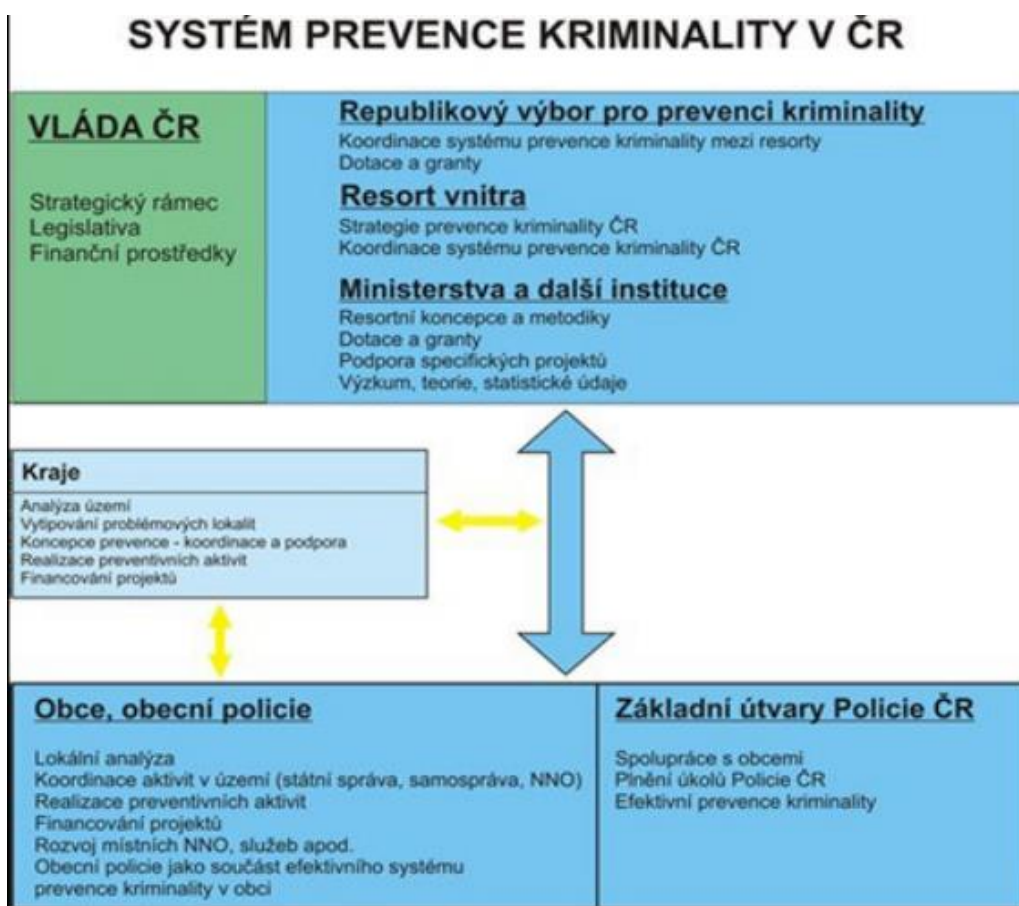 SYSTÉM PREVENCE KRIMINALITY V ČR
VLÁDA ČR
Strategický rámec
Legislativa
Finanční prostředky
Republikový výbor pro prevenci kriminality
Koordinace systému prevence kriminality mezi resorty
Dotace a granty
Resort vnitra
Strategie prevence kriminality ČR
Koordinace systému prevence kriminality ČR
Ministerstva a další instituce
Resortní koncepce a metodiky
Dotace a granty
Podpora specifických projektů
Výzkum, teorie, statistické údaje
Kraje
Analýza území
Vytipování problémových lokalit
Koncepce prevence - koordinace a podpora
Realizace preventivních aktivit
Financování projektů
Obce, obecní policie
Lokální analýza
Koordinace aktivit v území (státní správa, samospráva, NNO)
Realizace preventivních aktivit
Financování projektů
Rozvoj místních NNO, služeb apod.
Obecní policie jako součást efektivního systému
prevence kriminality v obci
Základní útvary Policie ČR
Spolupráce s obcemi
Plnění úkolů Policie ČR
Efektivní prevence kriminality